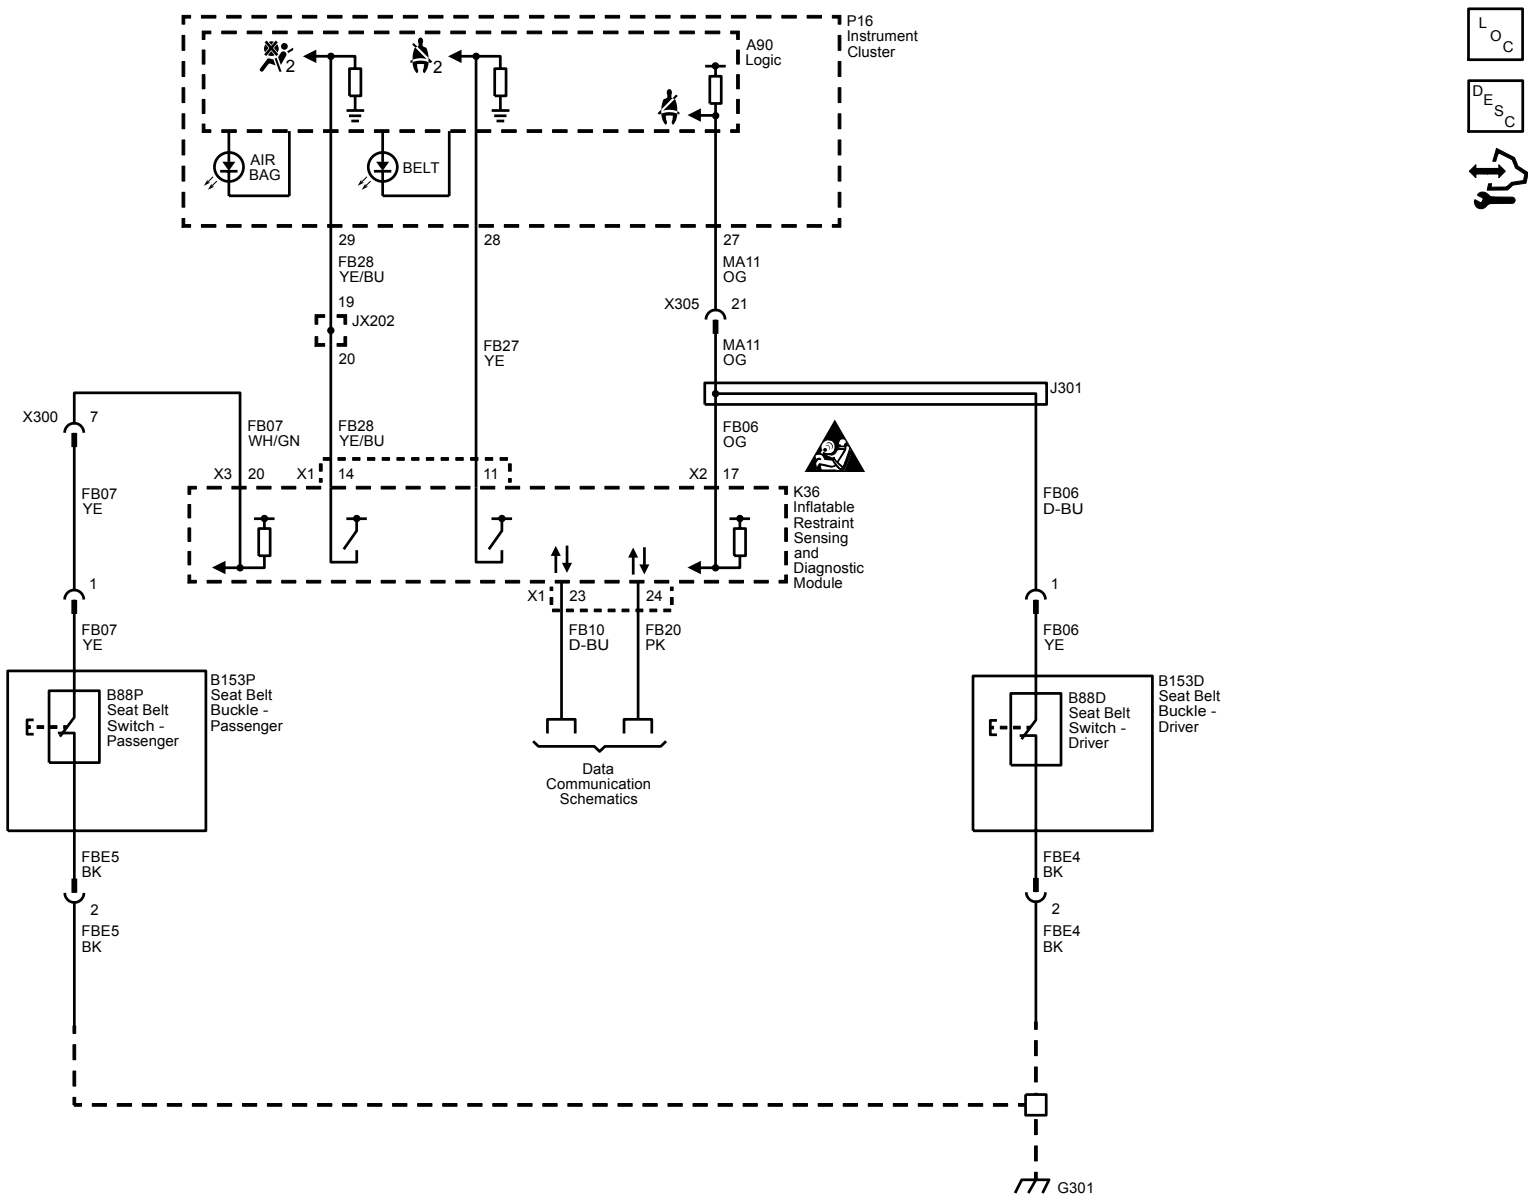 P16
Instrument
Cluster
A90
Logic
2
2
AIR
BAG
BELT
29
28
27
FB28
YE/BU
MA11
OG
19
X305
21
JX202
20
FB27
YE
MA11
OG
J301
X300
7
FB07
WH/GN
FB28
YE/BU
FB06
OG
X3
20
X1
14
11
X2
17
K36
Inflatable
Restraint
Sensing
and
Diagnostic
Module
FB07
YE
FB06
D-BU
1
X1
23
24
1
FB07
YE
FB10
D-BU
FB20
PK
FB06
YE
B153P
Seat Belt
Buckle -
Passenger
B88P
Seat Belt
Switch -
Passenger
B153D
Seat Belt
Buckle -
Driver
B88D
Seat Belt
Switch -
Driver
Data
Communication
Schematics
FBE5
BK
FBE4
BK
2
2
FBE5
BK
FBE4
BK
G301
LOC
DESC